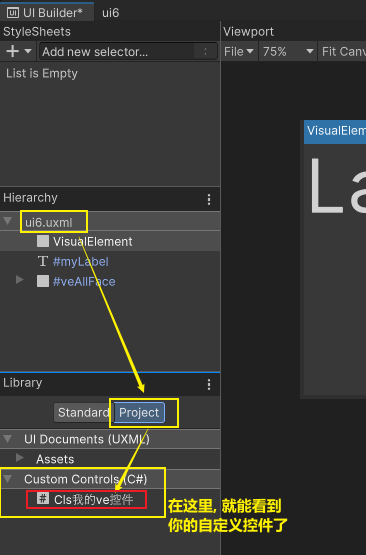 UI Builder*
ui6
StyleSheets
Viewport
Add new selector...
File
75%
Fit Canv
List is Empty
VisualElem
La
Hierarchy
ui6.uxml
VisualElement
T #myLabel
#veAllFace
Library
Standard
Project
UI Documents (UXML)
Assets
Custom Controls (C#)
# Cls我的ve控件
在这里, 就能看到
你的自定义控件了